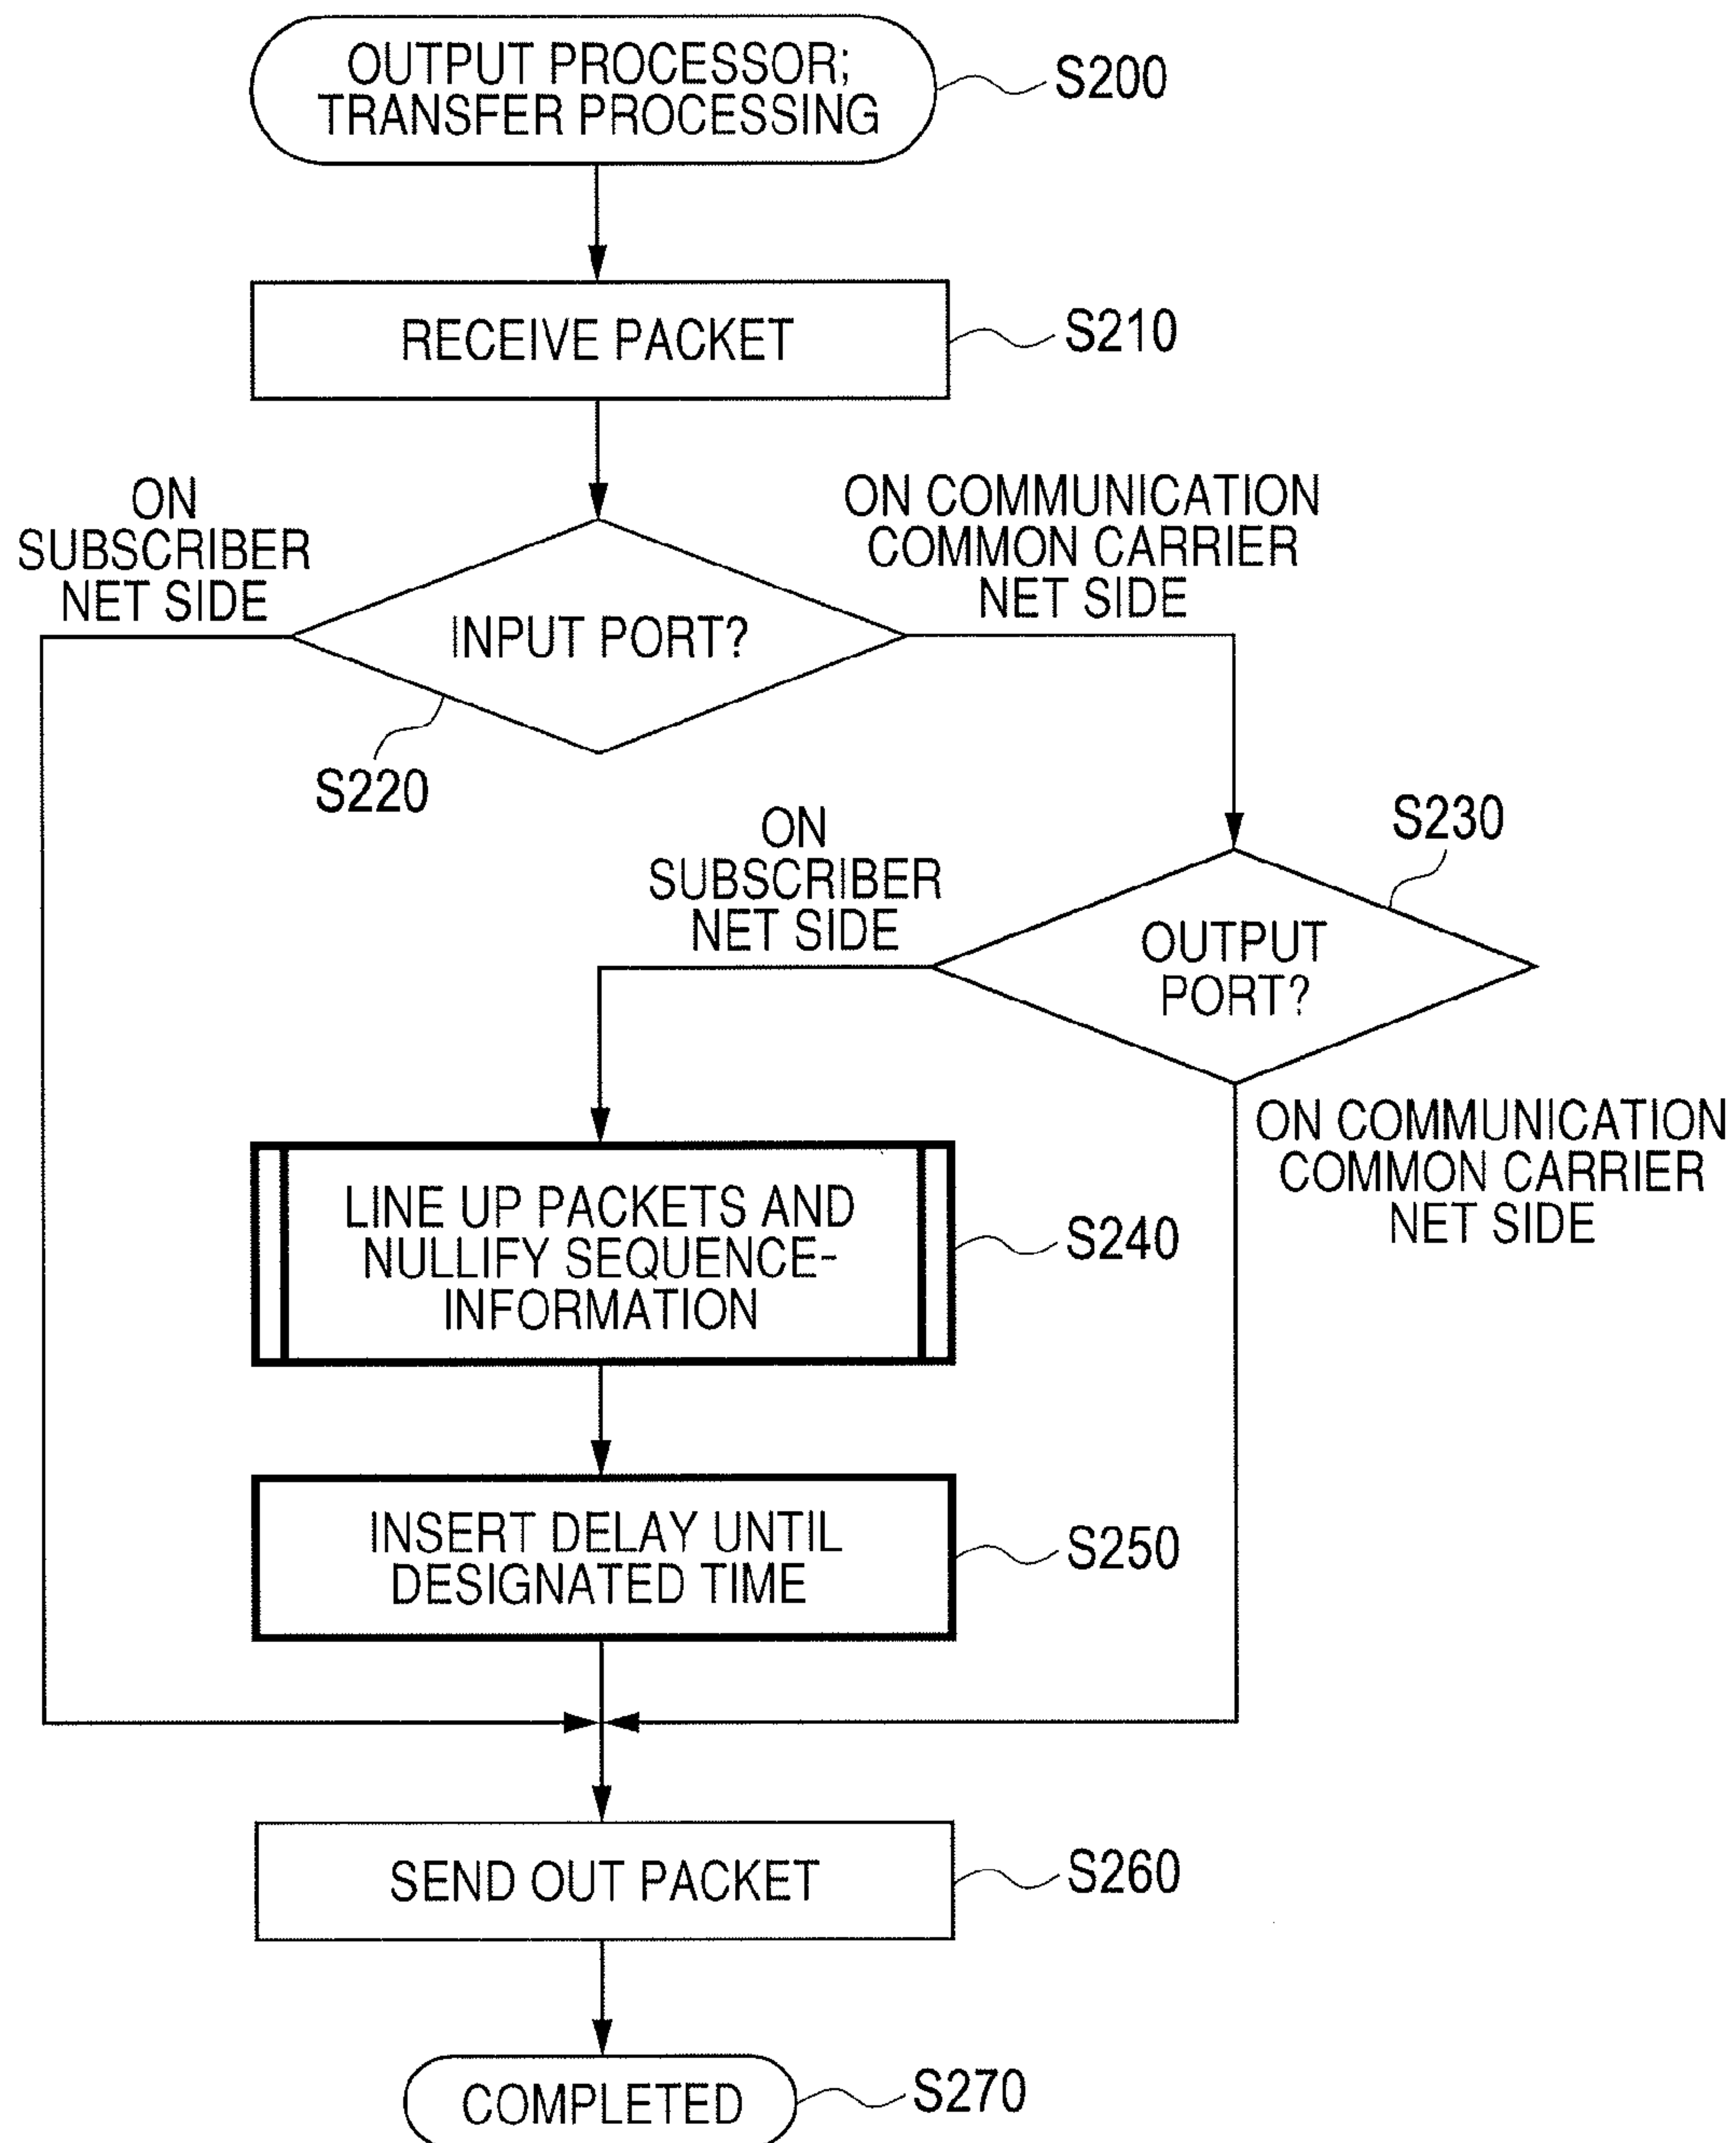 OUTPUT PROCESSOR;
TRANSFER PROCESSING
S200
RECEIVE PACKET
S210
ON
SUBSCRIBER
NET SIDE
ON COMMUNICATION
COMMON CARRIER
NET SIDE
INPUT PORT?
S220
S230
ON
SUBSCRIBER
NET SIDE
OUTPUT
PORT?
ON COMMUNICATION
COMMON CARRIER
NET SIDE
LINE UP PACKETS AND
NULLIFY SEQUENCE-
INFORMATION
S240
INSERT DELAY UNTIL
DESIGNATED TIME
S250
SEND OUT PACKET
S260
COMPLETED
S270